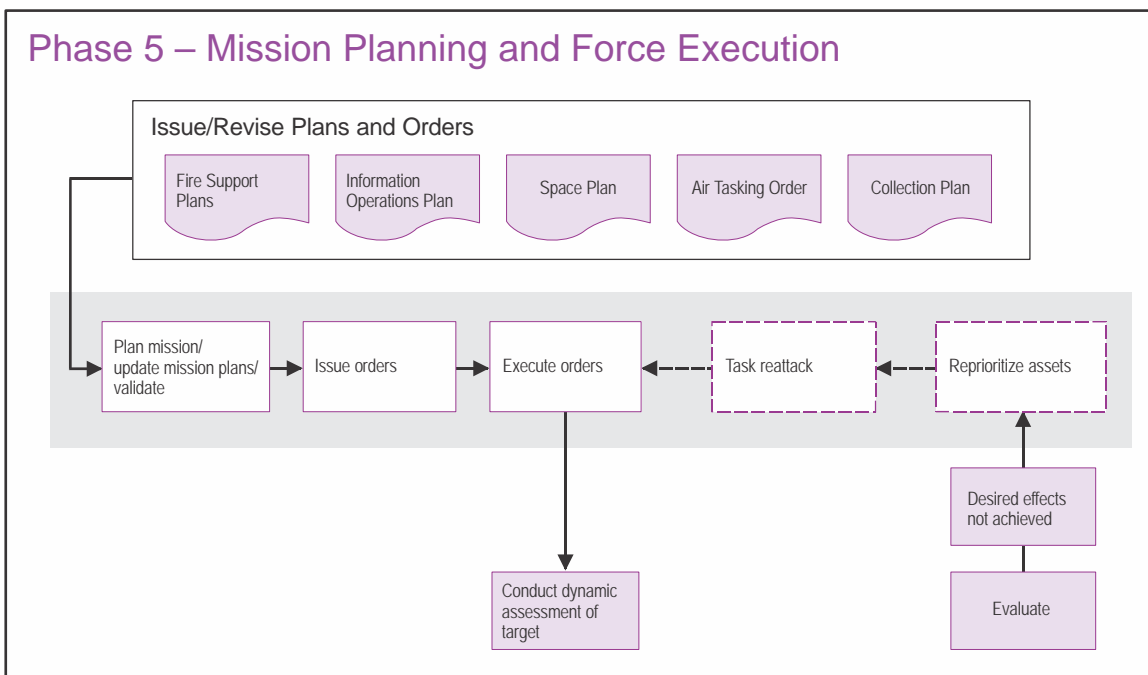 Phase 5 – Mission Planning and Force Execution
Issue/Revise Plans and Orders
Fire Support
Plans
Information
Operations Plan
Space Plan
Air Tasking Order
Collection Plan
Plan mission/
update mission plans/
validate
Issue orders
Execute orders
Task reattack
Reprioritize assets
Desired effects
not achieved
Conduct dynamic
assessment of
target
Evaluate